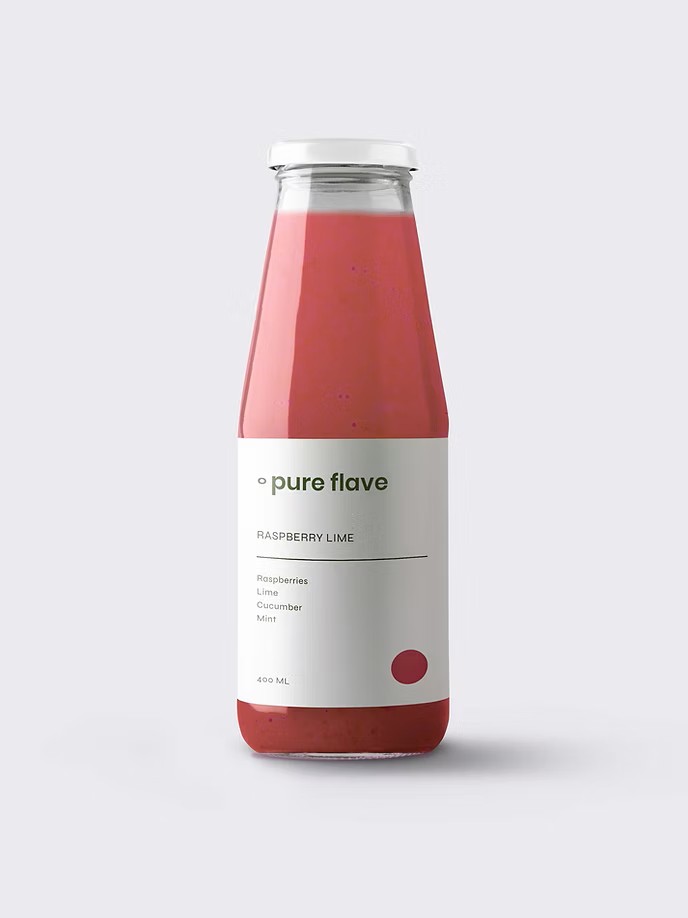 pure flave
RASPBERRY LIME
Raspberries
Lime
Cucumber
Mint
400 ML